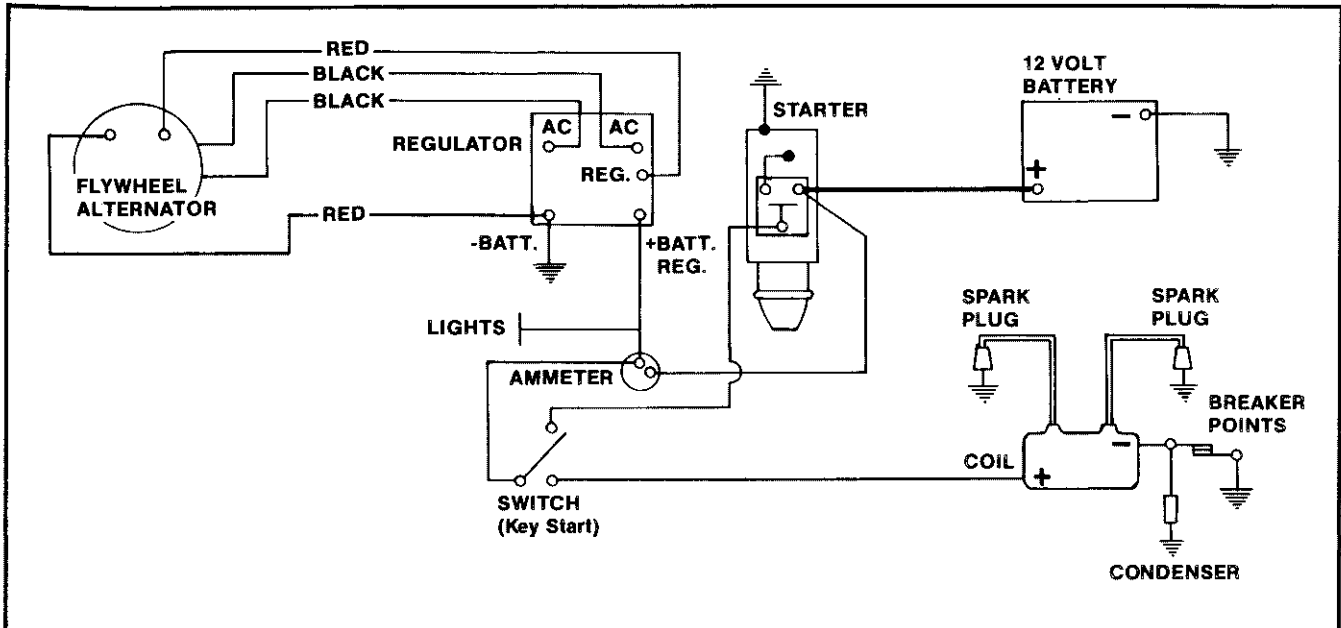 RED
BLACK
BLACK
FLYWHEEL
ALTERNATOR
RED
REGULATOR
AC
AC
REG.
-BATT.
+BATT.
REG.
STARTER
12 VOLT
BATTERY
-
+
LIGHTS
AMMETER
SWITCH
(Key Start)
SPARK
PLUG
SPARK
PLUG
BREAKER
POINTS
COIL
+
-
CONDENSER